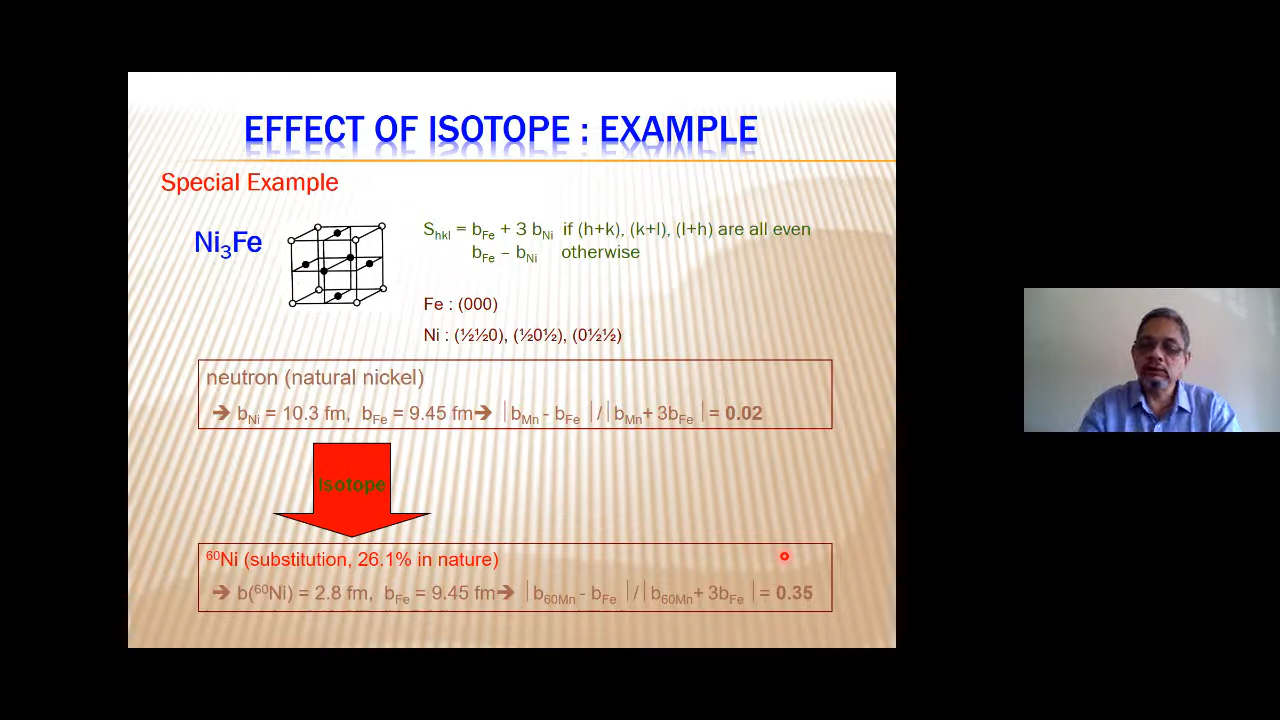 EFFECT OF ISOTOPE : EXAMPLE
Special Example
Ni₃Fe
S_hkl = b_Fe + 3 b_Ni if (h+k), (k+l), (l+h) are all even
b_Fe – b_Ni otherwise
Fe : (000)
Ni : (½½0), (½0½), (0½½)
neutron (natural nickel)
➔ b_Ni = 10.3 fm, b_Fe = 9.45 fm➔ |b_Mn - b_Fe | / |b_Mn+ 3b_Fe | = 0.02
isotope
⁶⁰Ni (substitution, 26.1% in nature)
➔ b(⁶⁰Ni) = 2.8 fm, b_Fe = 9.45 fm➔ |b_60Mn - b_Fe | / |b_60Mn+ 3b_Fe | = 0.35